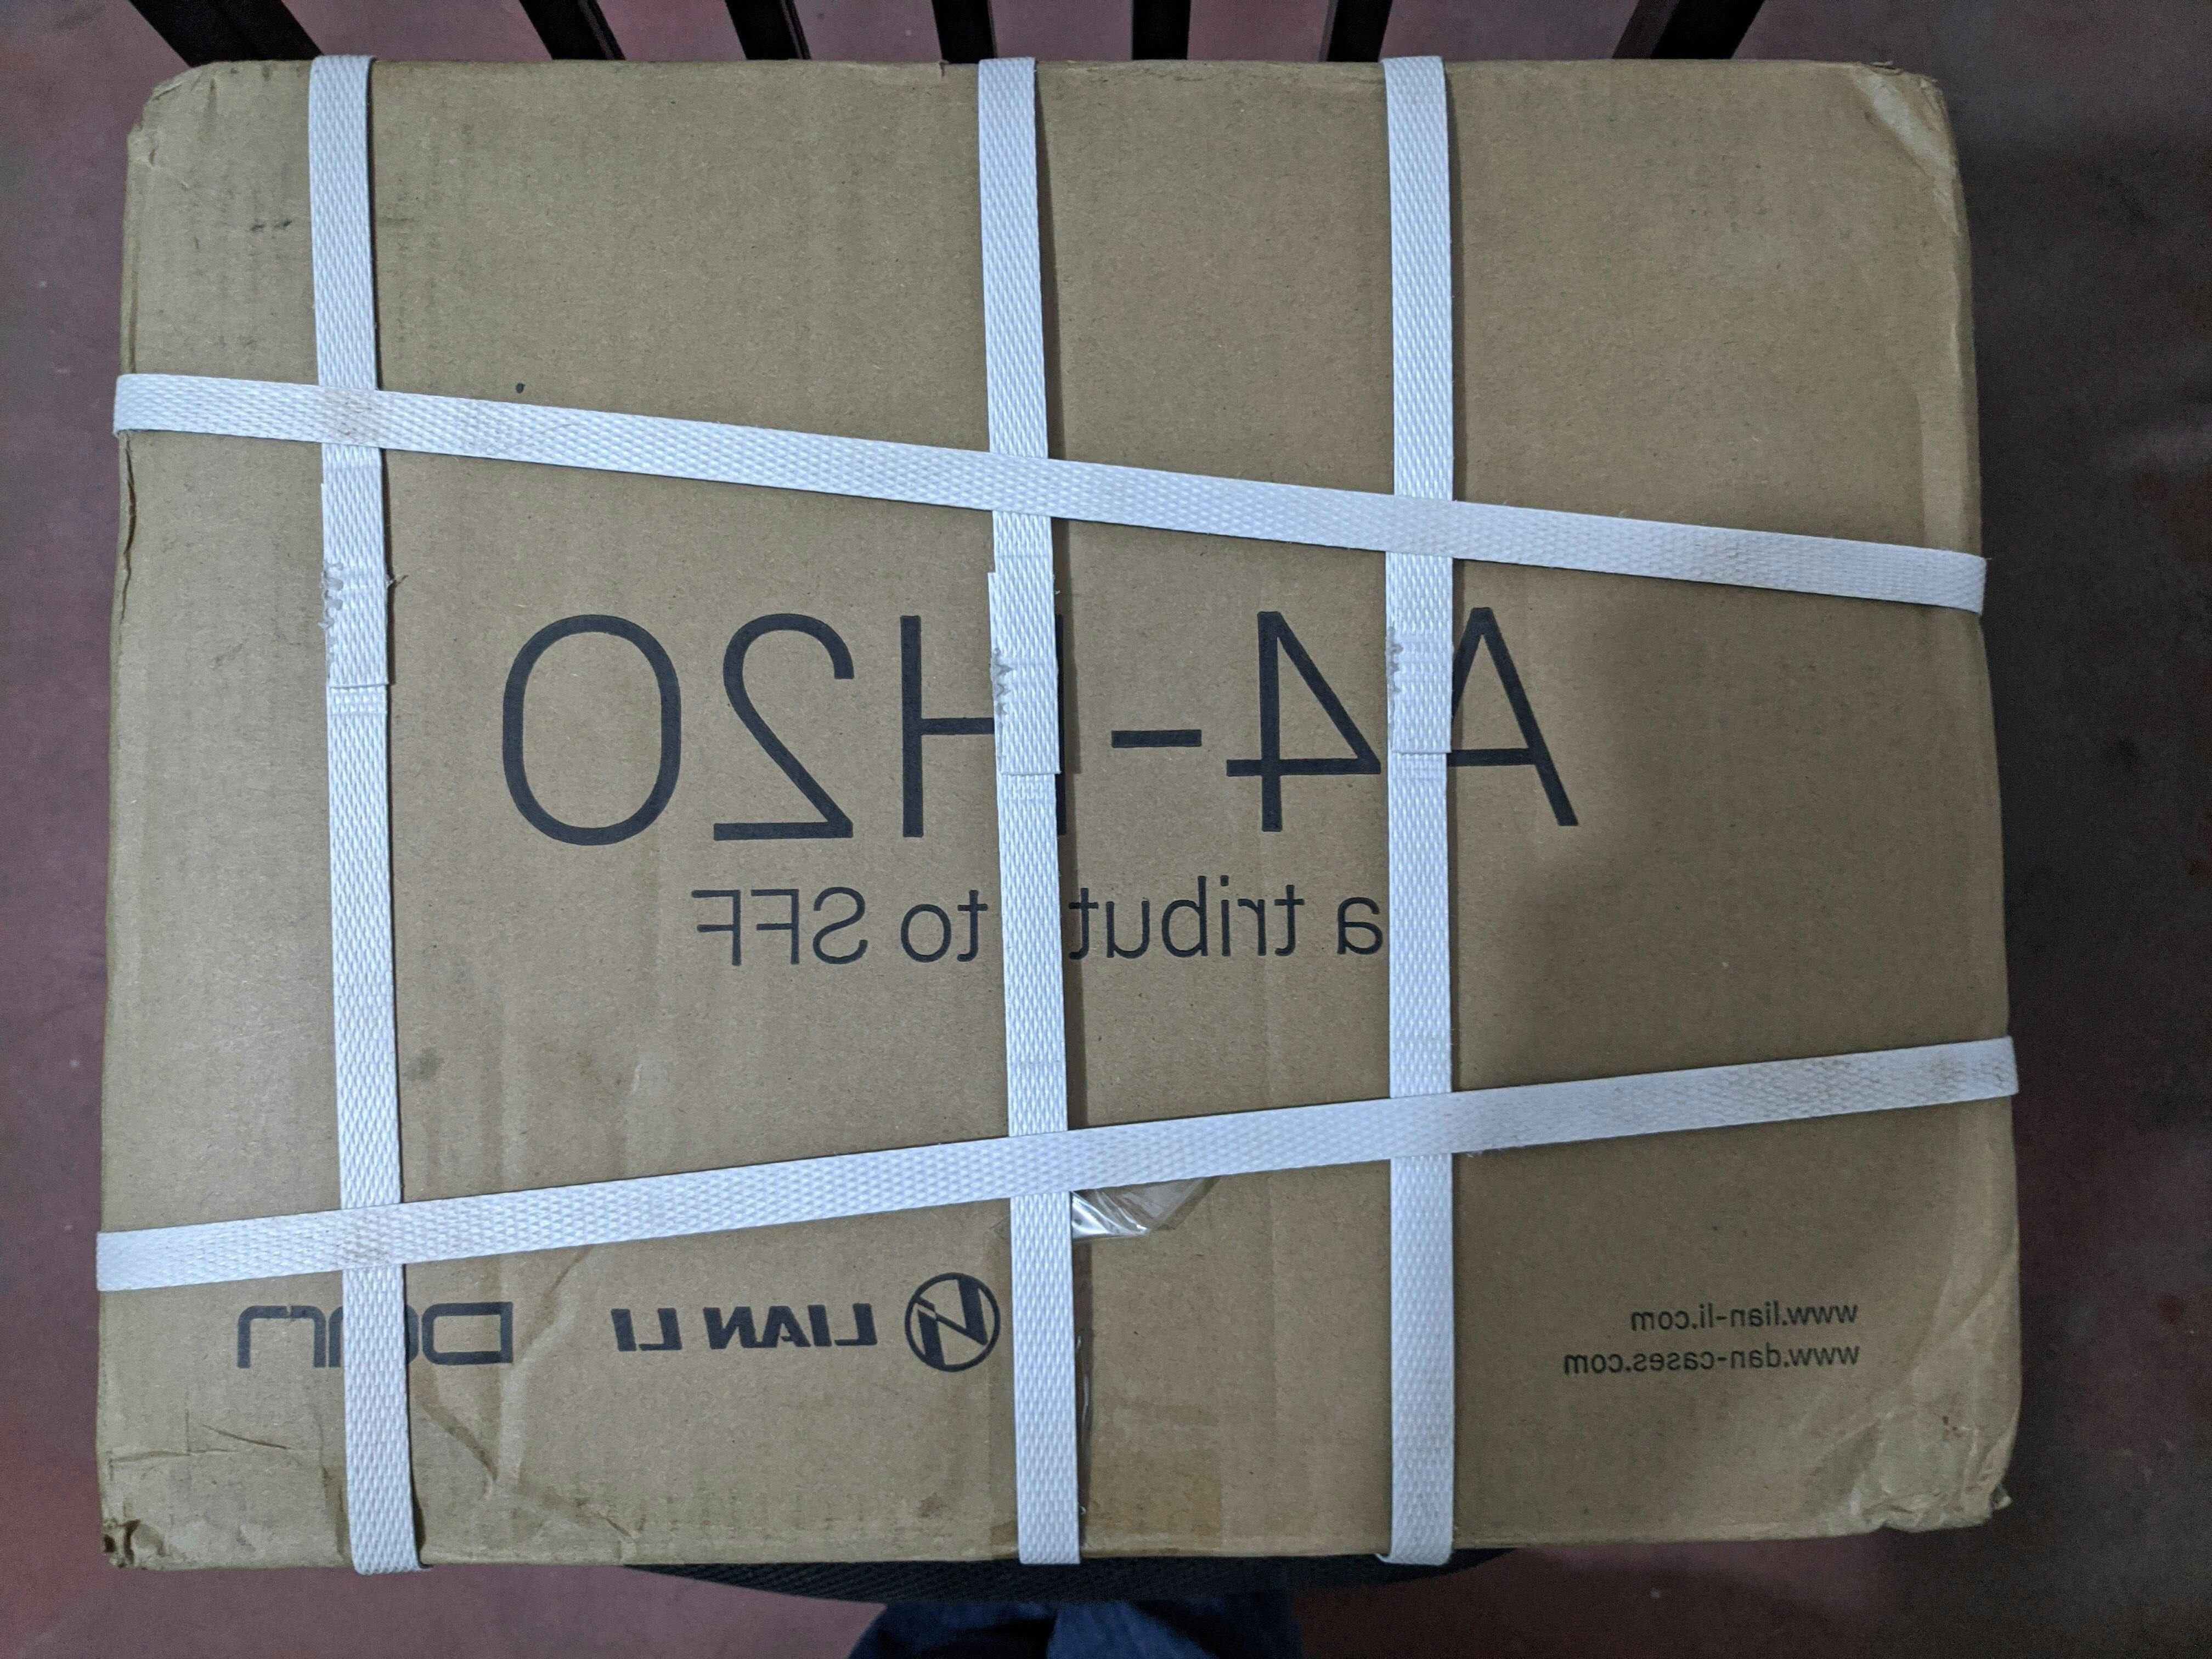 A4-H2O
a tribute to SFF
LIAN LI
DAN
www.lian-li.com
www.dan-cases.com